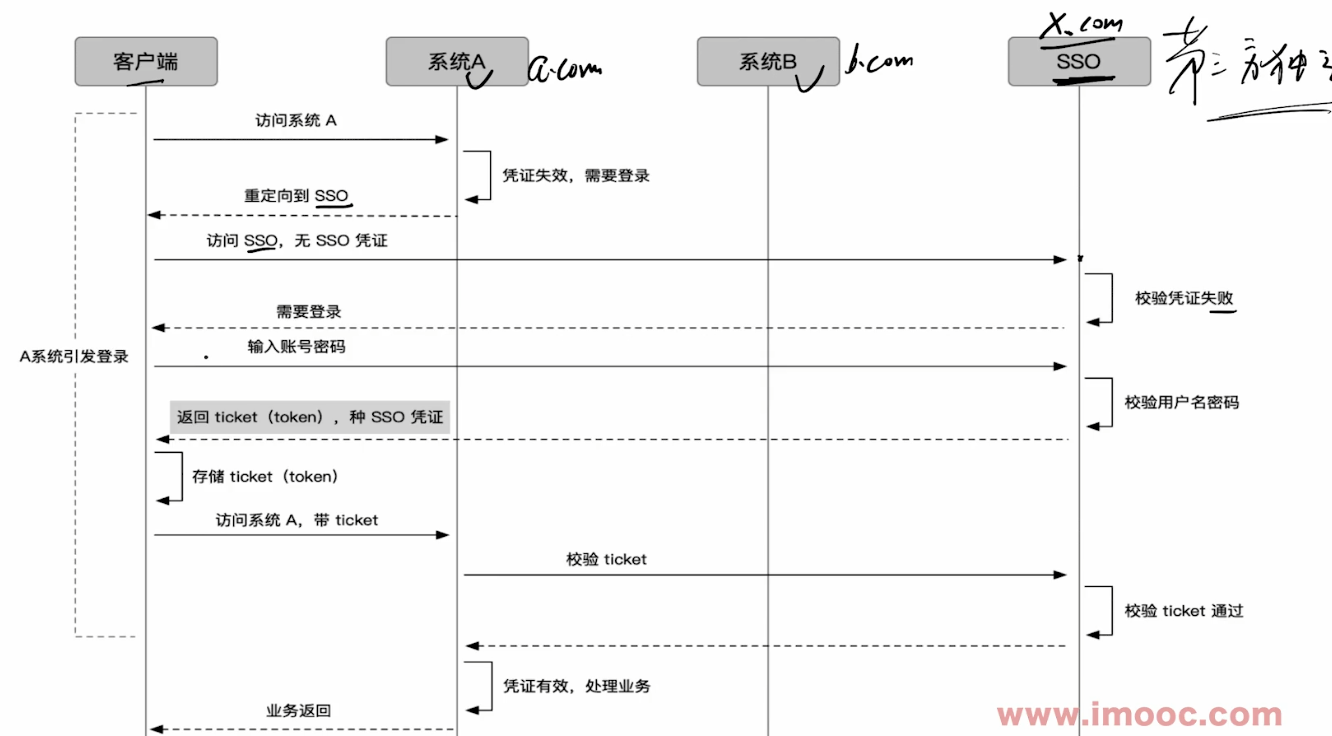 x.com
客户端
系统A
a.com
系统B
b.com
SSO
第三方独立
访问系统 A
凭证失效，需要登录
重定向到 SSO
访问 SSO，无 SSO 凭证
校验凭证失败
需要登录
输入账号密码
A系统引发登录
校验用户名密码
返回 ticket（token），种 SSO 凭证
存储 ticket（token）
访问系统 A，带 ticket
校验 ticket
校验 ticket 通过
凭证有效，处理业务
业务返回
www.imooc.com